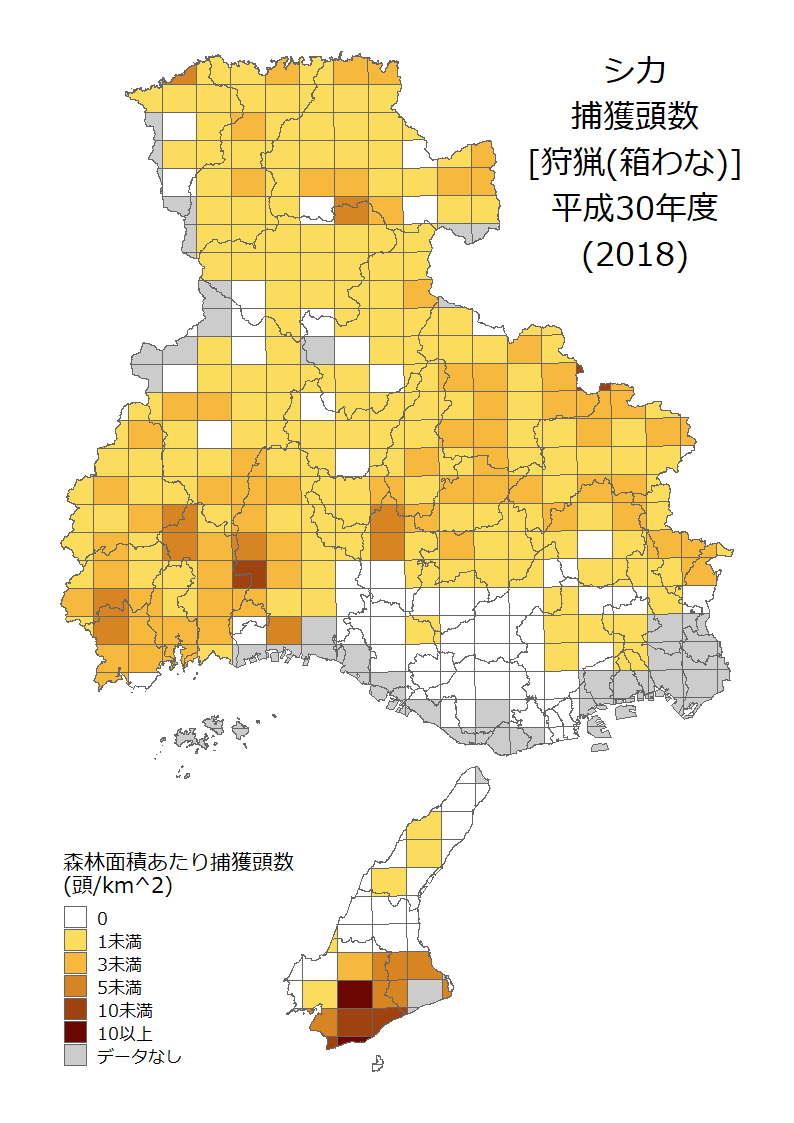 シカ
捕獲頭数
[狩猟(箱わな)]
平成30年度
(2018)
森林面積あたり捕獲頭数
(頭/km^2)
0
1未満
3未満
5未満
10未満
10以上
データなし